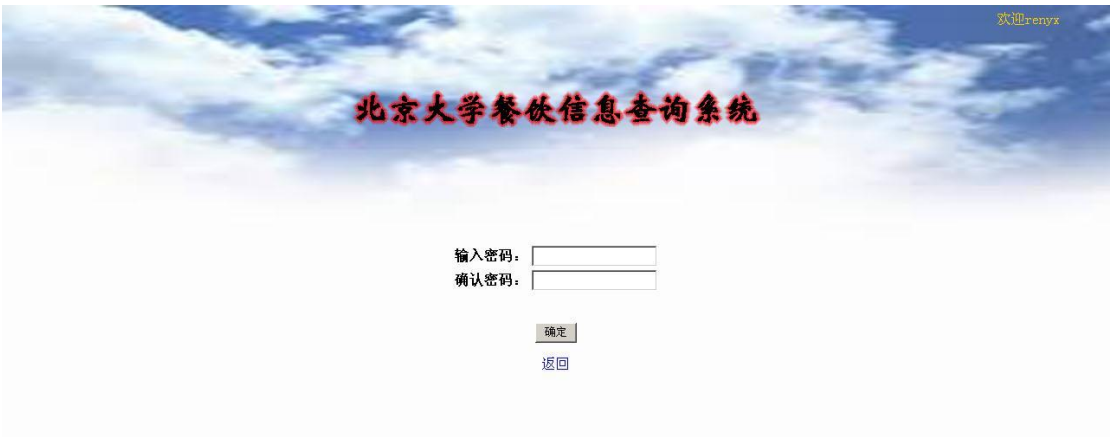 欢迎renyx
北京大学餐饮信息查询系统
输入密码：
确认密码：
确定
返回